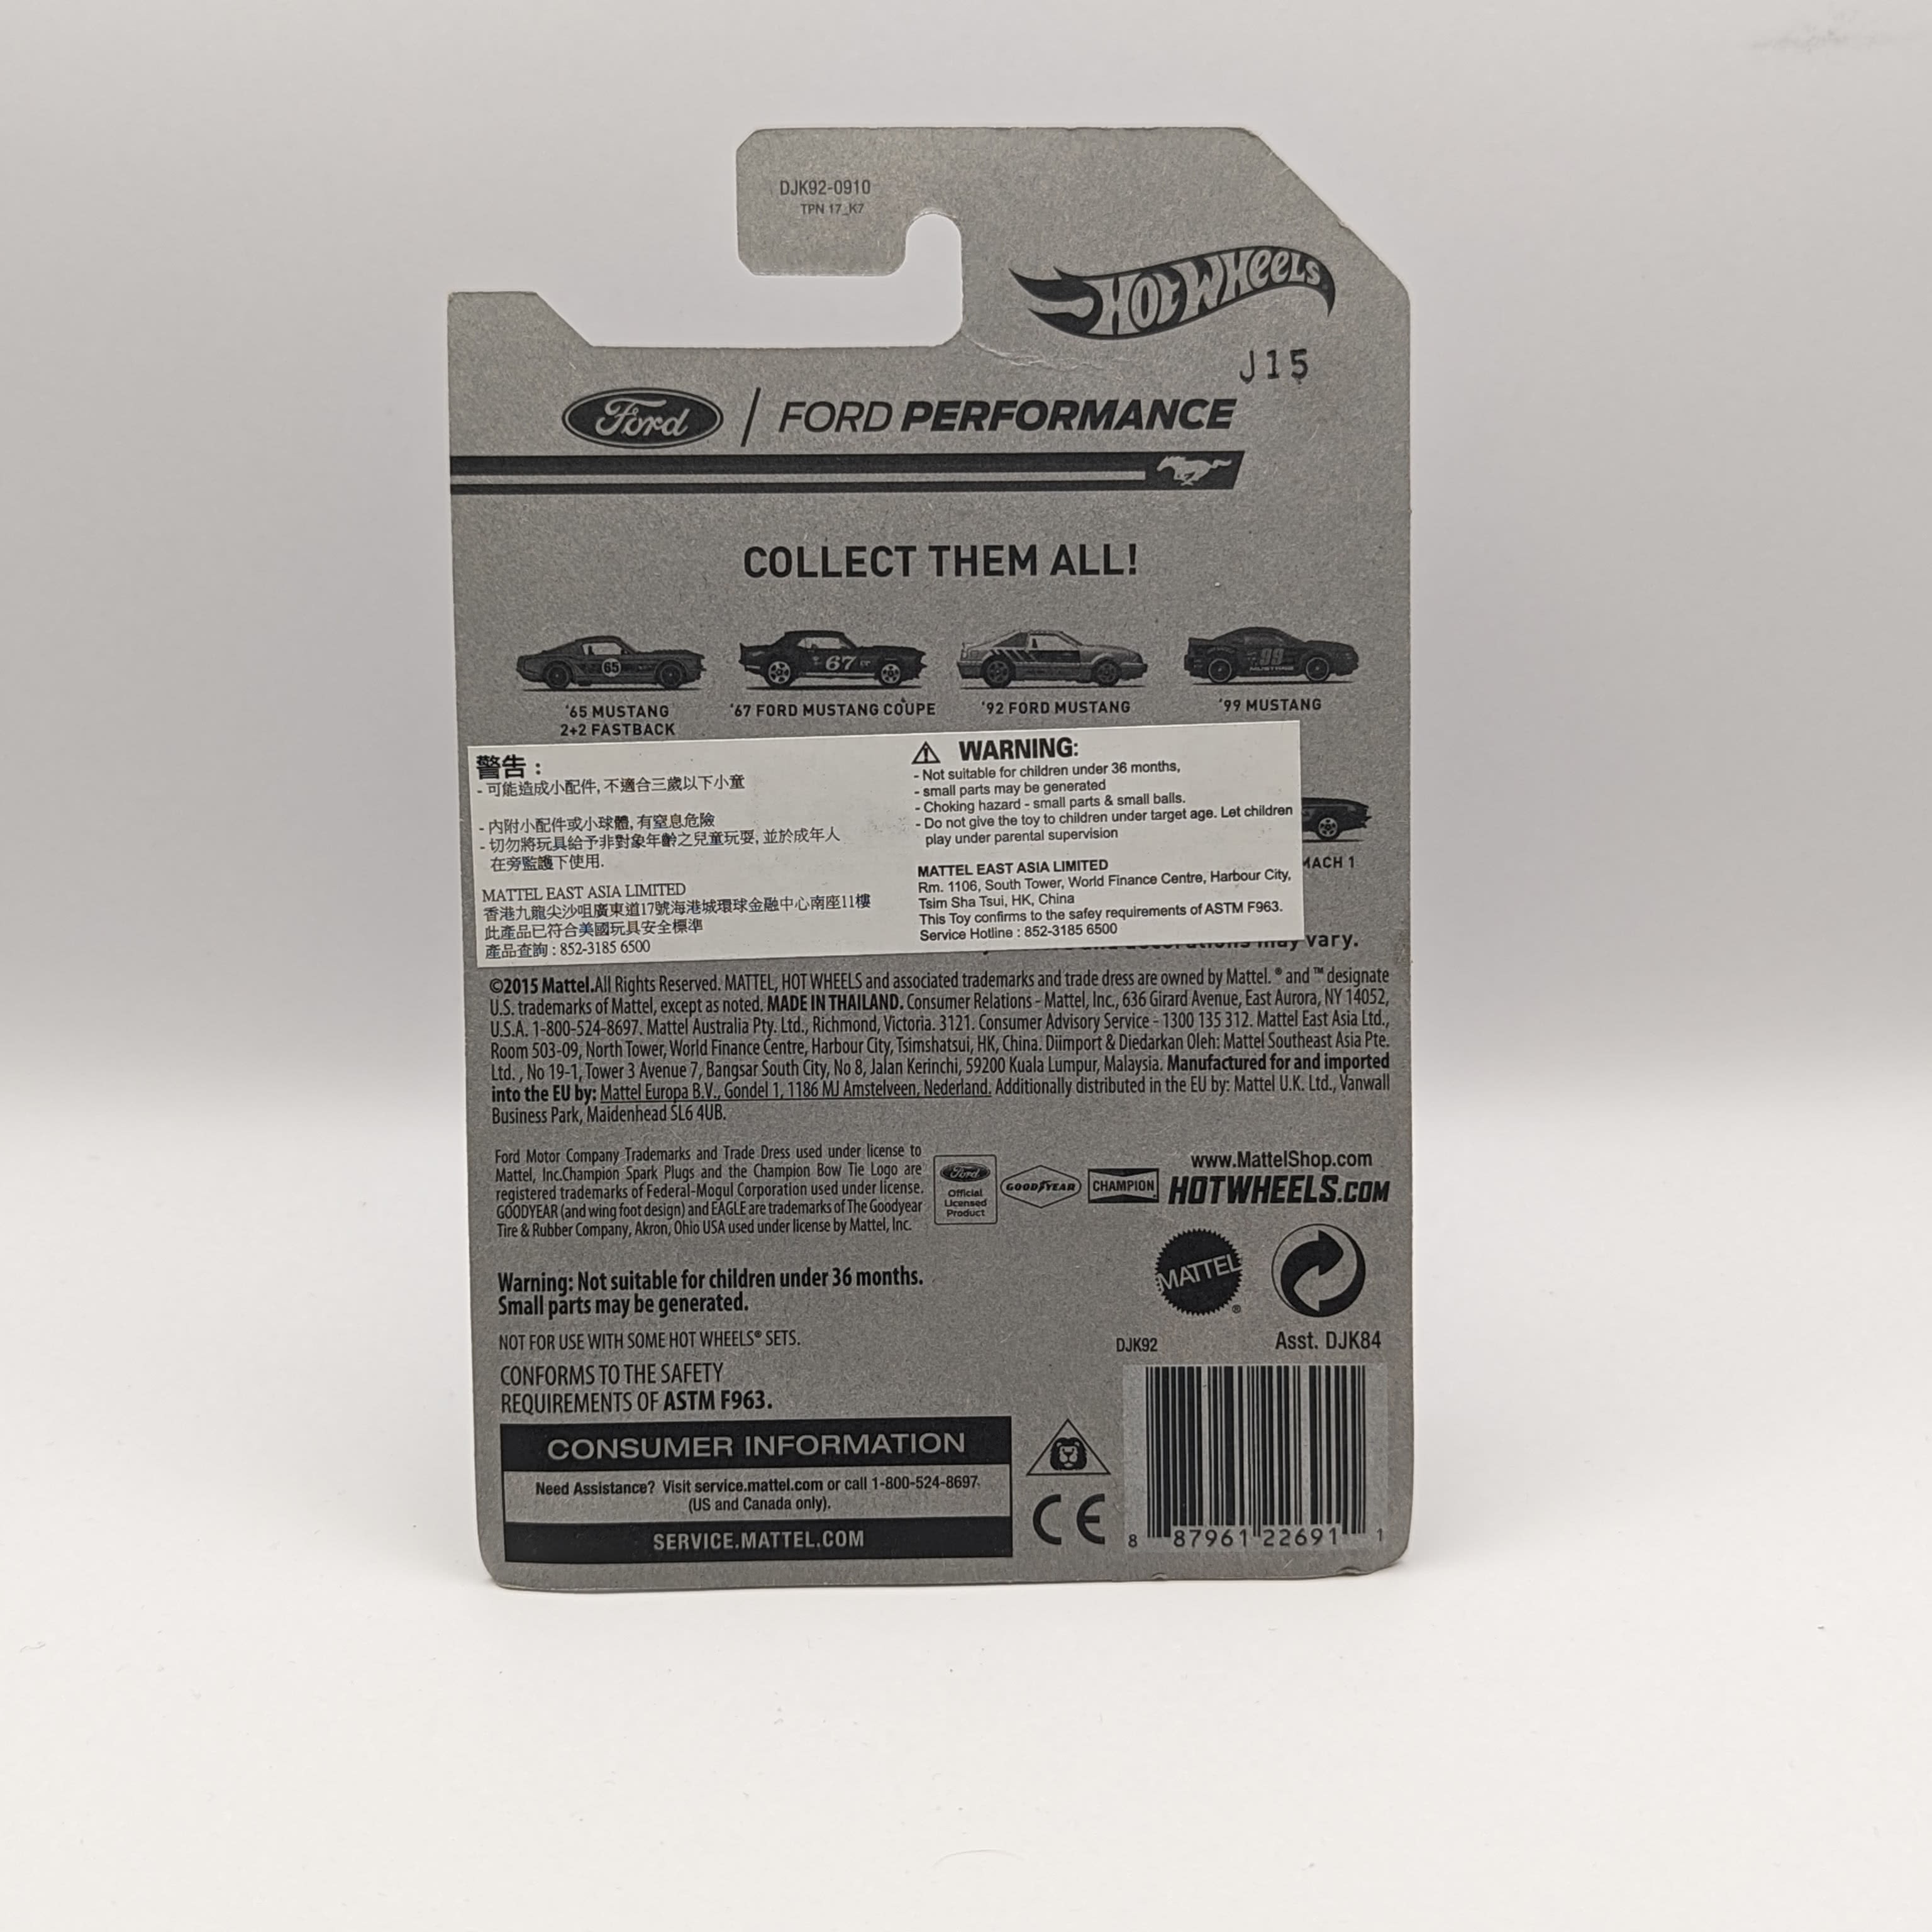 DJK92-0910
TPN 17_K7
HOT WHEELS
J15
Ford / FORD PERFORMANCE
COLLECT THEM ALL!
65
67
99
'65 MUSTANG
2+2 FASTBACK
'67 FORD MUSTANG COUPE
'92 FORD MUSTANG
'99 MUSTANG
警告 :
- 可能造成小配件, 不適合三歲以下小童
- 內附小配件或小球體, 有窒息危險
- 切勿將玩具給予非對象年齡之兒童玩耍, 並於成年人
在旁監護下使用.
MATTEL EAST ASIA LIMITED
香港九龍尖沙咀廣東道17號海港城環球金融中心南座11樓
此產品已符合美國玩具安全標準
產品查詢 : 852-3185 6500
WARNING:
- Not suitable for children under 36 months,
- small parts may be generated
- Choking hazard - small parts & small balls.
- Do not give the toy to children under target age. Let children
play under parental supervision
MATTEL EAST ASIA LIMITED
Rm. 1106, South Tower, World Finance Centre, Harbour City,
Tsim Sha Tsui, HK, China
This Toy confirms to the safey requirements of ASTM F963.
Service Hotline : 852-3185 6500
MACH 1
may vary.
©2015 Mattel.All Rights Reserved. MATTEL, HOT WHEELS and associated trademarks and trade dress are owned by Mattel. ® and ™ designate
U.S. trademarks of Mattel, except as noted. MADE IN THAILAND. Consumer Relations - Mattel, Inc., 636 Girard Avenue, East Aurora, NY 14052,
U.S.A. 1-800-524-8697. Mattel Australia Pty. Ltd., Richmond, Victoria. 3121. Consumer Advisory Service - 1300 135 312. Mattel East Asia Ltd.,
Room 503-09, North Tower, World Finance Centre, Harbour City, Tsimshatsui, HK, China. Diimport & Diedarkan Oleh: Mattel Southeast Asia Pte.
Ltd. , No 19-1, Tower 3 Avenue 7, Bangsar South City, No 8, Jalan Kerinchi, 59200 Kuala Lumpur, Malaysia. Manufactured for and imported
into the EU by: Mattel Europa B.V., Gondel 1, 1186 MJ Amstelveen, Nederland. Additionally distributed in the EU by: Mattel U.K. Ltd., Vanwall
Business Park, Maidenhead SL6 4UB.
Ford Motor Company Trademarks and Trade Dress used under license to
Mattel, Inc.Champion Spark Plugs and the Champion Bow Tie Logo are
registered trademarks of Federal-Mogul Corporation used under license.
GOODYEAR (and wing foot design) and EAGLE are trademarks of The Goodyear
Tire & Rubber Company, Akron, Ohio USA used under license by Mattel, Inc.
Ford
Official
Licensed
Product
GOODYEAR
CHAMPION
www.MattelShop.com
HOTWHEELS.COM
MATTEL®
Warning: Not suitable for children under 36 months.
Small parts may be generated.
NOT FOR USE WITH SOME HOT WHEELS® SETS.
DJK92
Asst. DJK84
CONFORMS TO THE SAFETY
REQUIREMENTS OF ASTM F963.
CONSUMER INFORMATION
Need Assistance? Visit service.mattel.com or call 1-800-524-8697.
(US and Canada only).
SERVICE.MATTEL.COM
CE
8 87961 22691 1